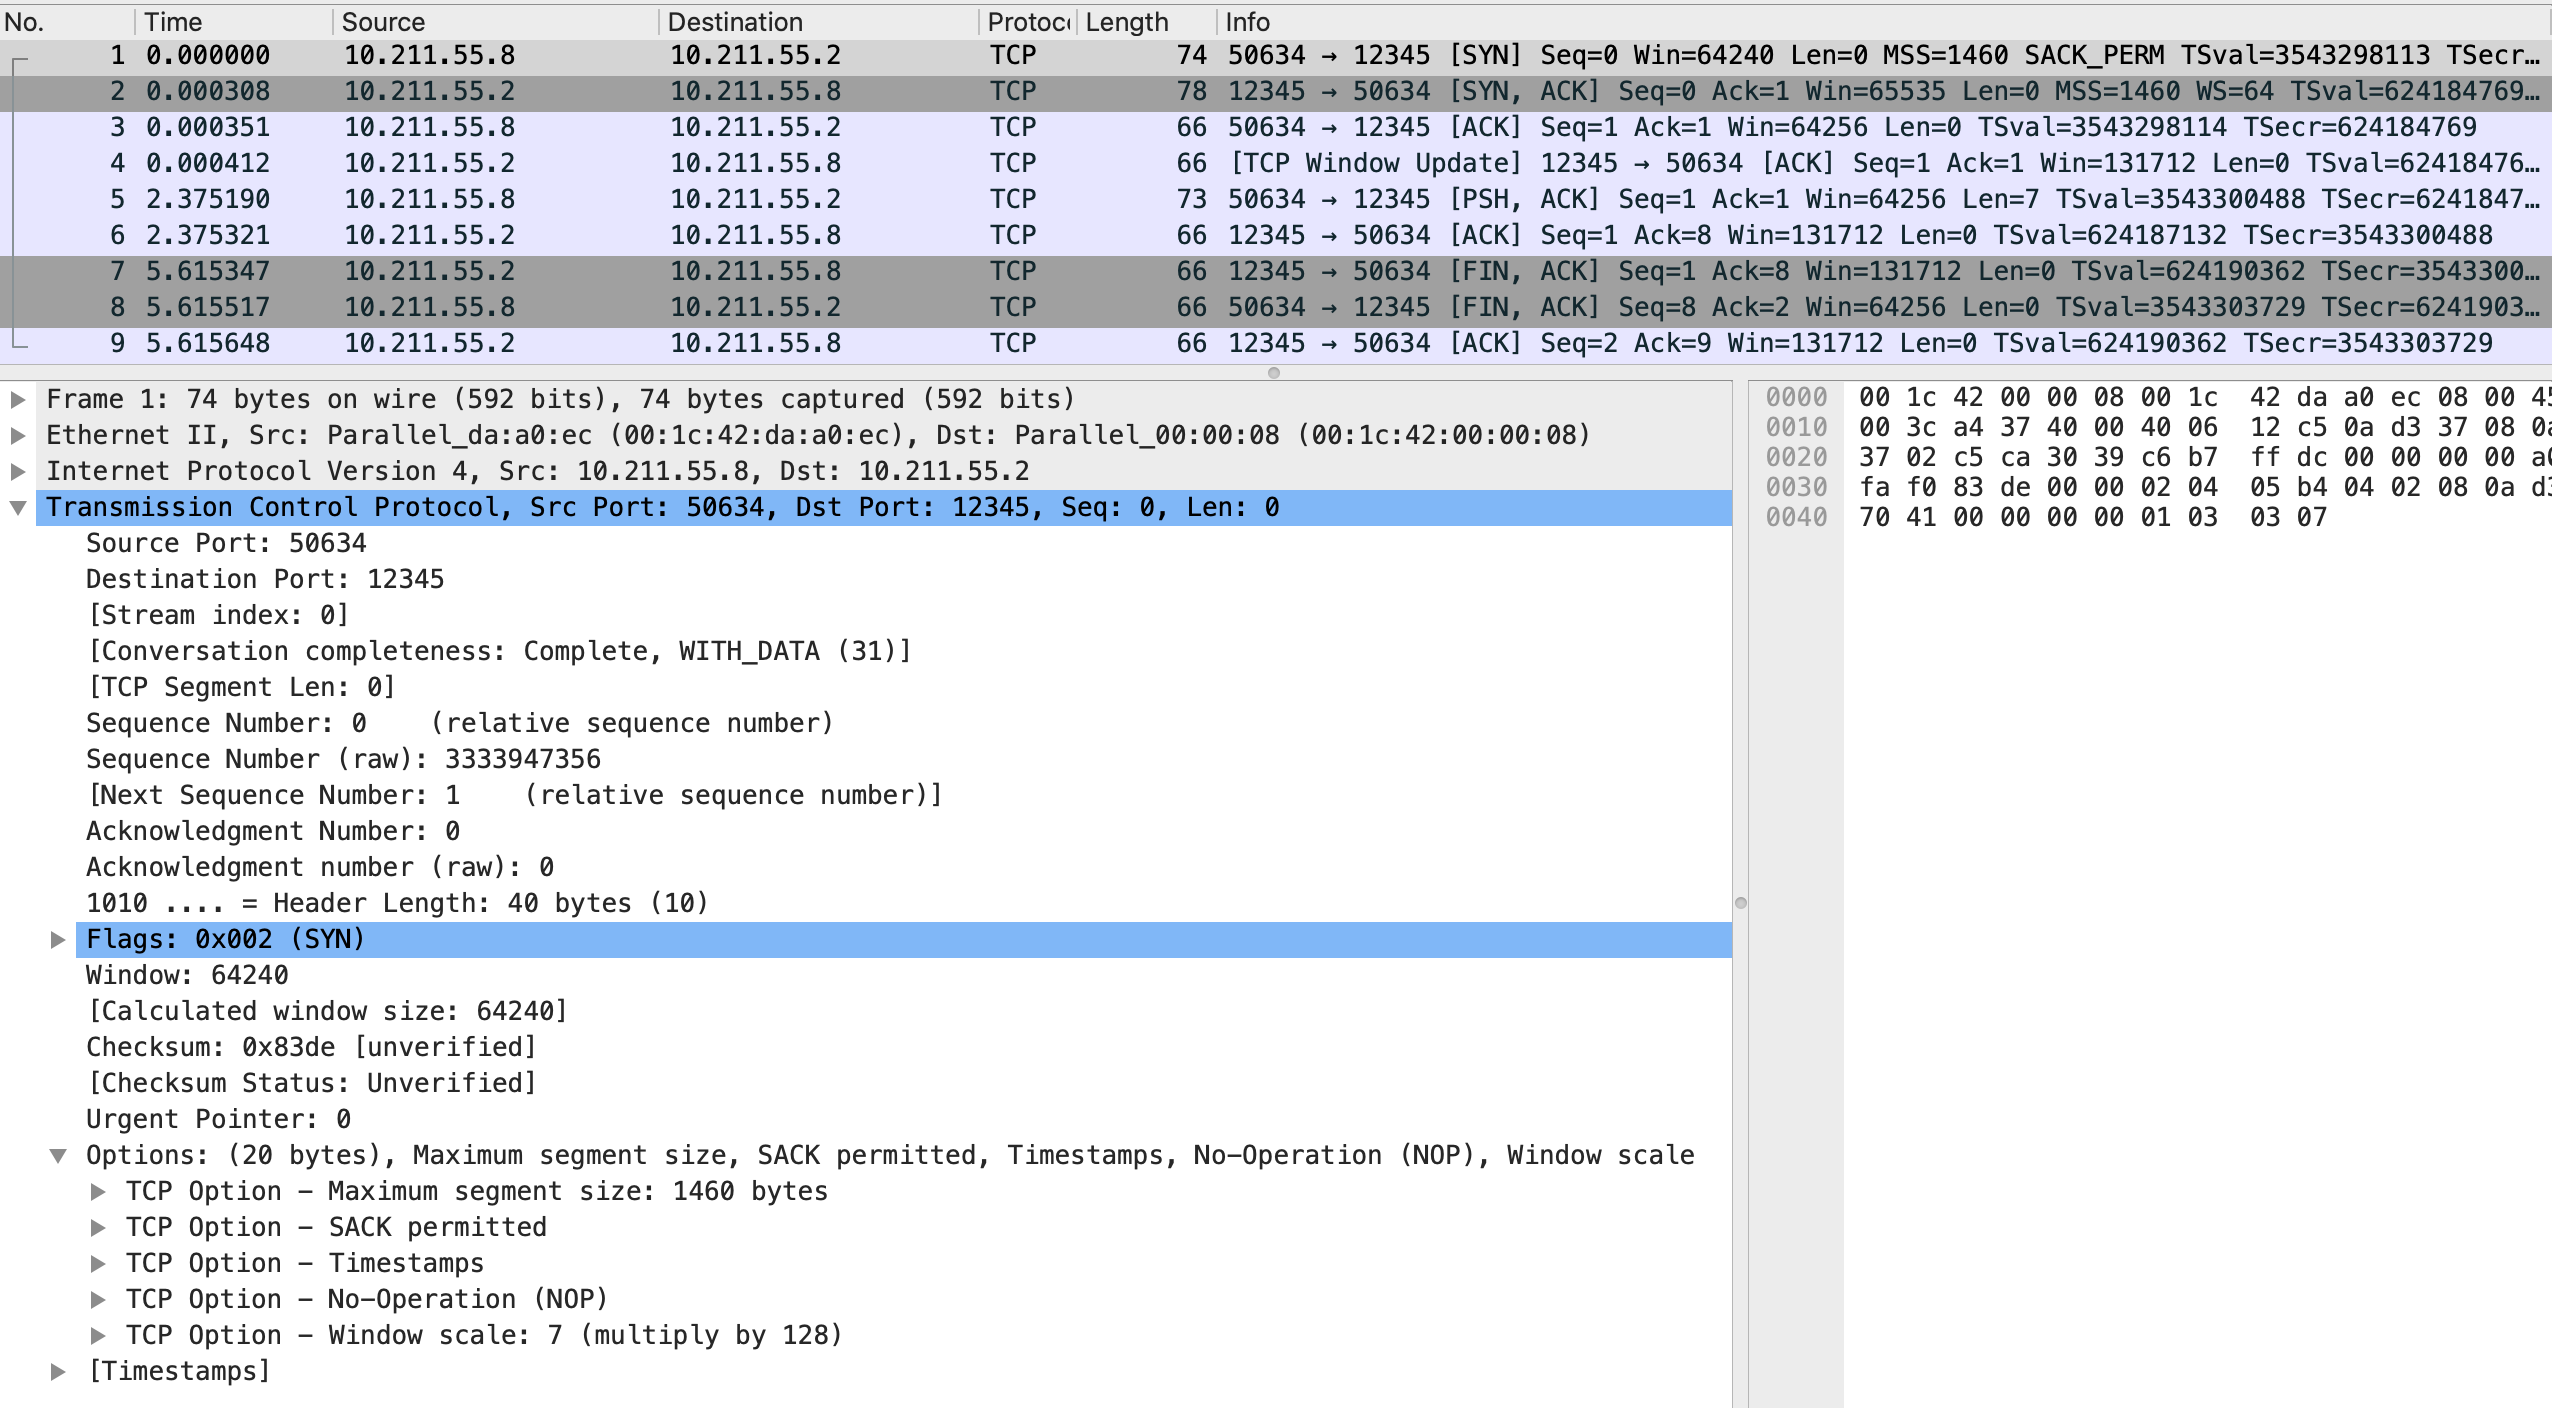 No. Time Source Destination Protoc Length Info
1 0.000000 10.211.55.8 10.211.55.2 TCP 74 50634 → 12345 [SYN] Seq=0 Win=64240 Len=0 MSS=1460 SACK_PERM TSval=3543298113 TSecr…
2 0.000308 10.211.55.2 10.211.55.8 TCP 78 12345 → 50634 [SYN, ACK] Seq=0 Ack=1 Win=65535 Len=0 MSS=1460 WS=64 TSval=624184769…
3 0.000351 10.211.55.8 10.211.55.2 TCP 66 50634 → 12345 [ACK] Seq=1 Ack=1 Win=64256 Len=0 TSval=3543298114 TSecr=624184769
4 0.000412 10.211.55.2 10.211.55.8 TCP 66 [TCP Window Update] 12345 → 50634 [ACK] Seq=1 Ack=1 Win=131712 Len=0 TSval=62418476…
5 2.375190 10.211.55.8 10.211.55.2 TCP 73 50634 → 12345 [PSH, ACK] Seq=1 Ack=1 Win=64256 Len=7 TSval=3543300488 TSecr=6241847…
6 2.375321 10.211.55.2 10.211.55.8 TCP 66 12345 → 50634 [ACK] Seq=1 Ack=8 Win=131712 Len=0 TSval=624187132 TSecr=3543300488
7 5.615347 10.211.55.2 10.211.55.8 TCP 66 12345 → 50634 [FIN, ACK] Seq=1 Ack=8 Win=131712 Len=0 TSval=624190362 TSecr=3543300…
8 5.615517 10.211.55.8 10.211.55.2 TCP 66 50634 → 12345 [FIN, ACK] Seq=8 Ack=2 Win=64256 Len=0 TSval=3543303729 TSecr=6241903…
9 5.615648 10.211.55.2 10.211.55.8 TCP 66 12345 → 50634 [ACK] Seq=2 Ack=9 Win=131712 Len=0 TSval=624190362 TSecr=3543303729
Frame 1: 74 bytes on wire (592 bits), 74 bytes captured (592 bits)
Ethernet II, Src: Parallel_da:a0:ec (00:1c:42:da:a0:ec), Dst: Parallel_00:00:08 (00:1c:42:00:00:08)
Internet Protocol Version 4, Src: 10.211.55.8, Dst: 10.211.55.2
Transmission Control Protocol, Src Port: 50634, Dst Port: 12345, Seq: 0, Len: 0
Source Port: 50634
Destination Port: 12345
[Stream index: 0]
[Conversation completeness: Complete, WITH_DATA (31)]
[TCP Segment Len: 0]
Sequence Number: 0 (relative sequence number)
Sequence Number (raw): 3333947356
[Next Sequence Number: 1 (relative sequence number)]
Acknowledgment Number: 0
Acknowledgment number (raw): 0
1010 .... = Header Length: 40 bytes (10)
Flags: 0x002 (SYN)
Window: 64240
[Calculated window size: 64240]
Checksum: 0x83de [unverified]
[Checksum Status: Unverified]
Urgent Pointer: 0
Options: (20 bytes), Maximum segment size, SACK permitted, Timestamps, No-Operation (NOP), Window scale
TCP Option – Maximum segment size: 1460 bytes
TCP Option – SACK permitted
TCP Option – Timestamps
TCP Option – No-Operation (NOP)
TCP Option – Window scale: 7 (multiply by 128)
[Timestamps]
0000 00 1c 42 00 00 08 00 1c 42 da a0 ec 08 00 45
0010 00 3c a4 37 40 00 40 06 12 c5 0a d3 37 08 0a
0020 37 02 c5 ca 30 39 c6 b7 ff dc 00 00 00 00 a0
0030 fa f0 83 de 00 00 02 04 05 b4 04 02 08 0a d3
0040 70 41 00 00 00 00 01 03 03 07